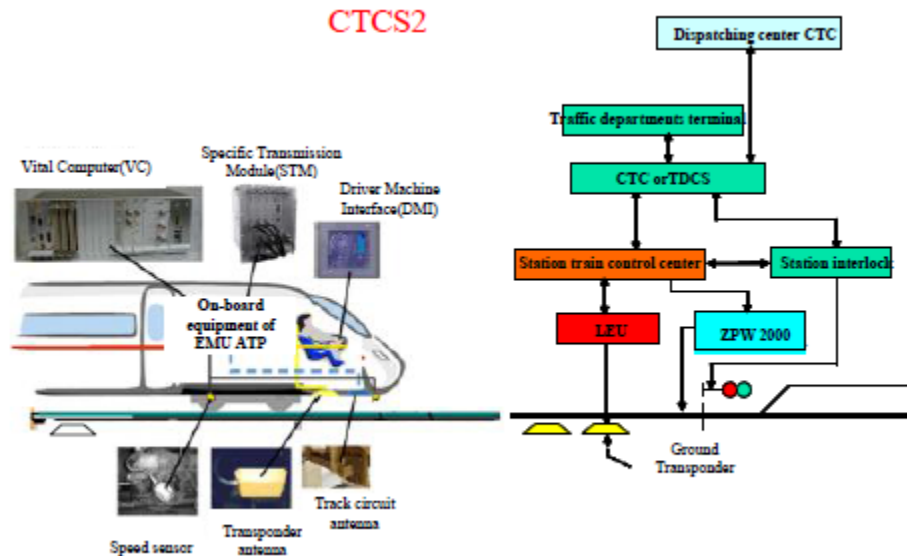 CTCS2
Dispatching center CTC
Traffic departments terminal
Vital Computer(VC)
Specific Transmission
Module(STM)
Driver Machine
Interface(DMI)
CTC orTDCS
Station train control center
Station interlock
On-board
equipment of
EMU ATP
LEU
ZPW 2000
Ground
Transponder
Track circuit
antenna
Transponder
antenna
Speed sensor